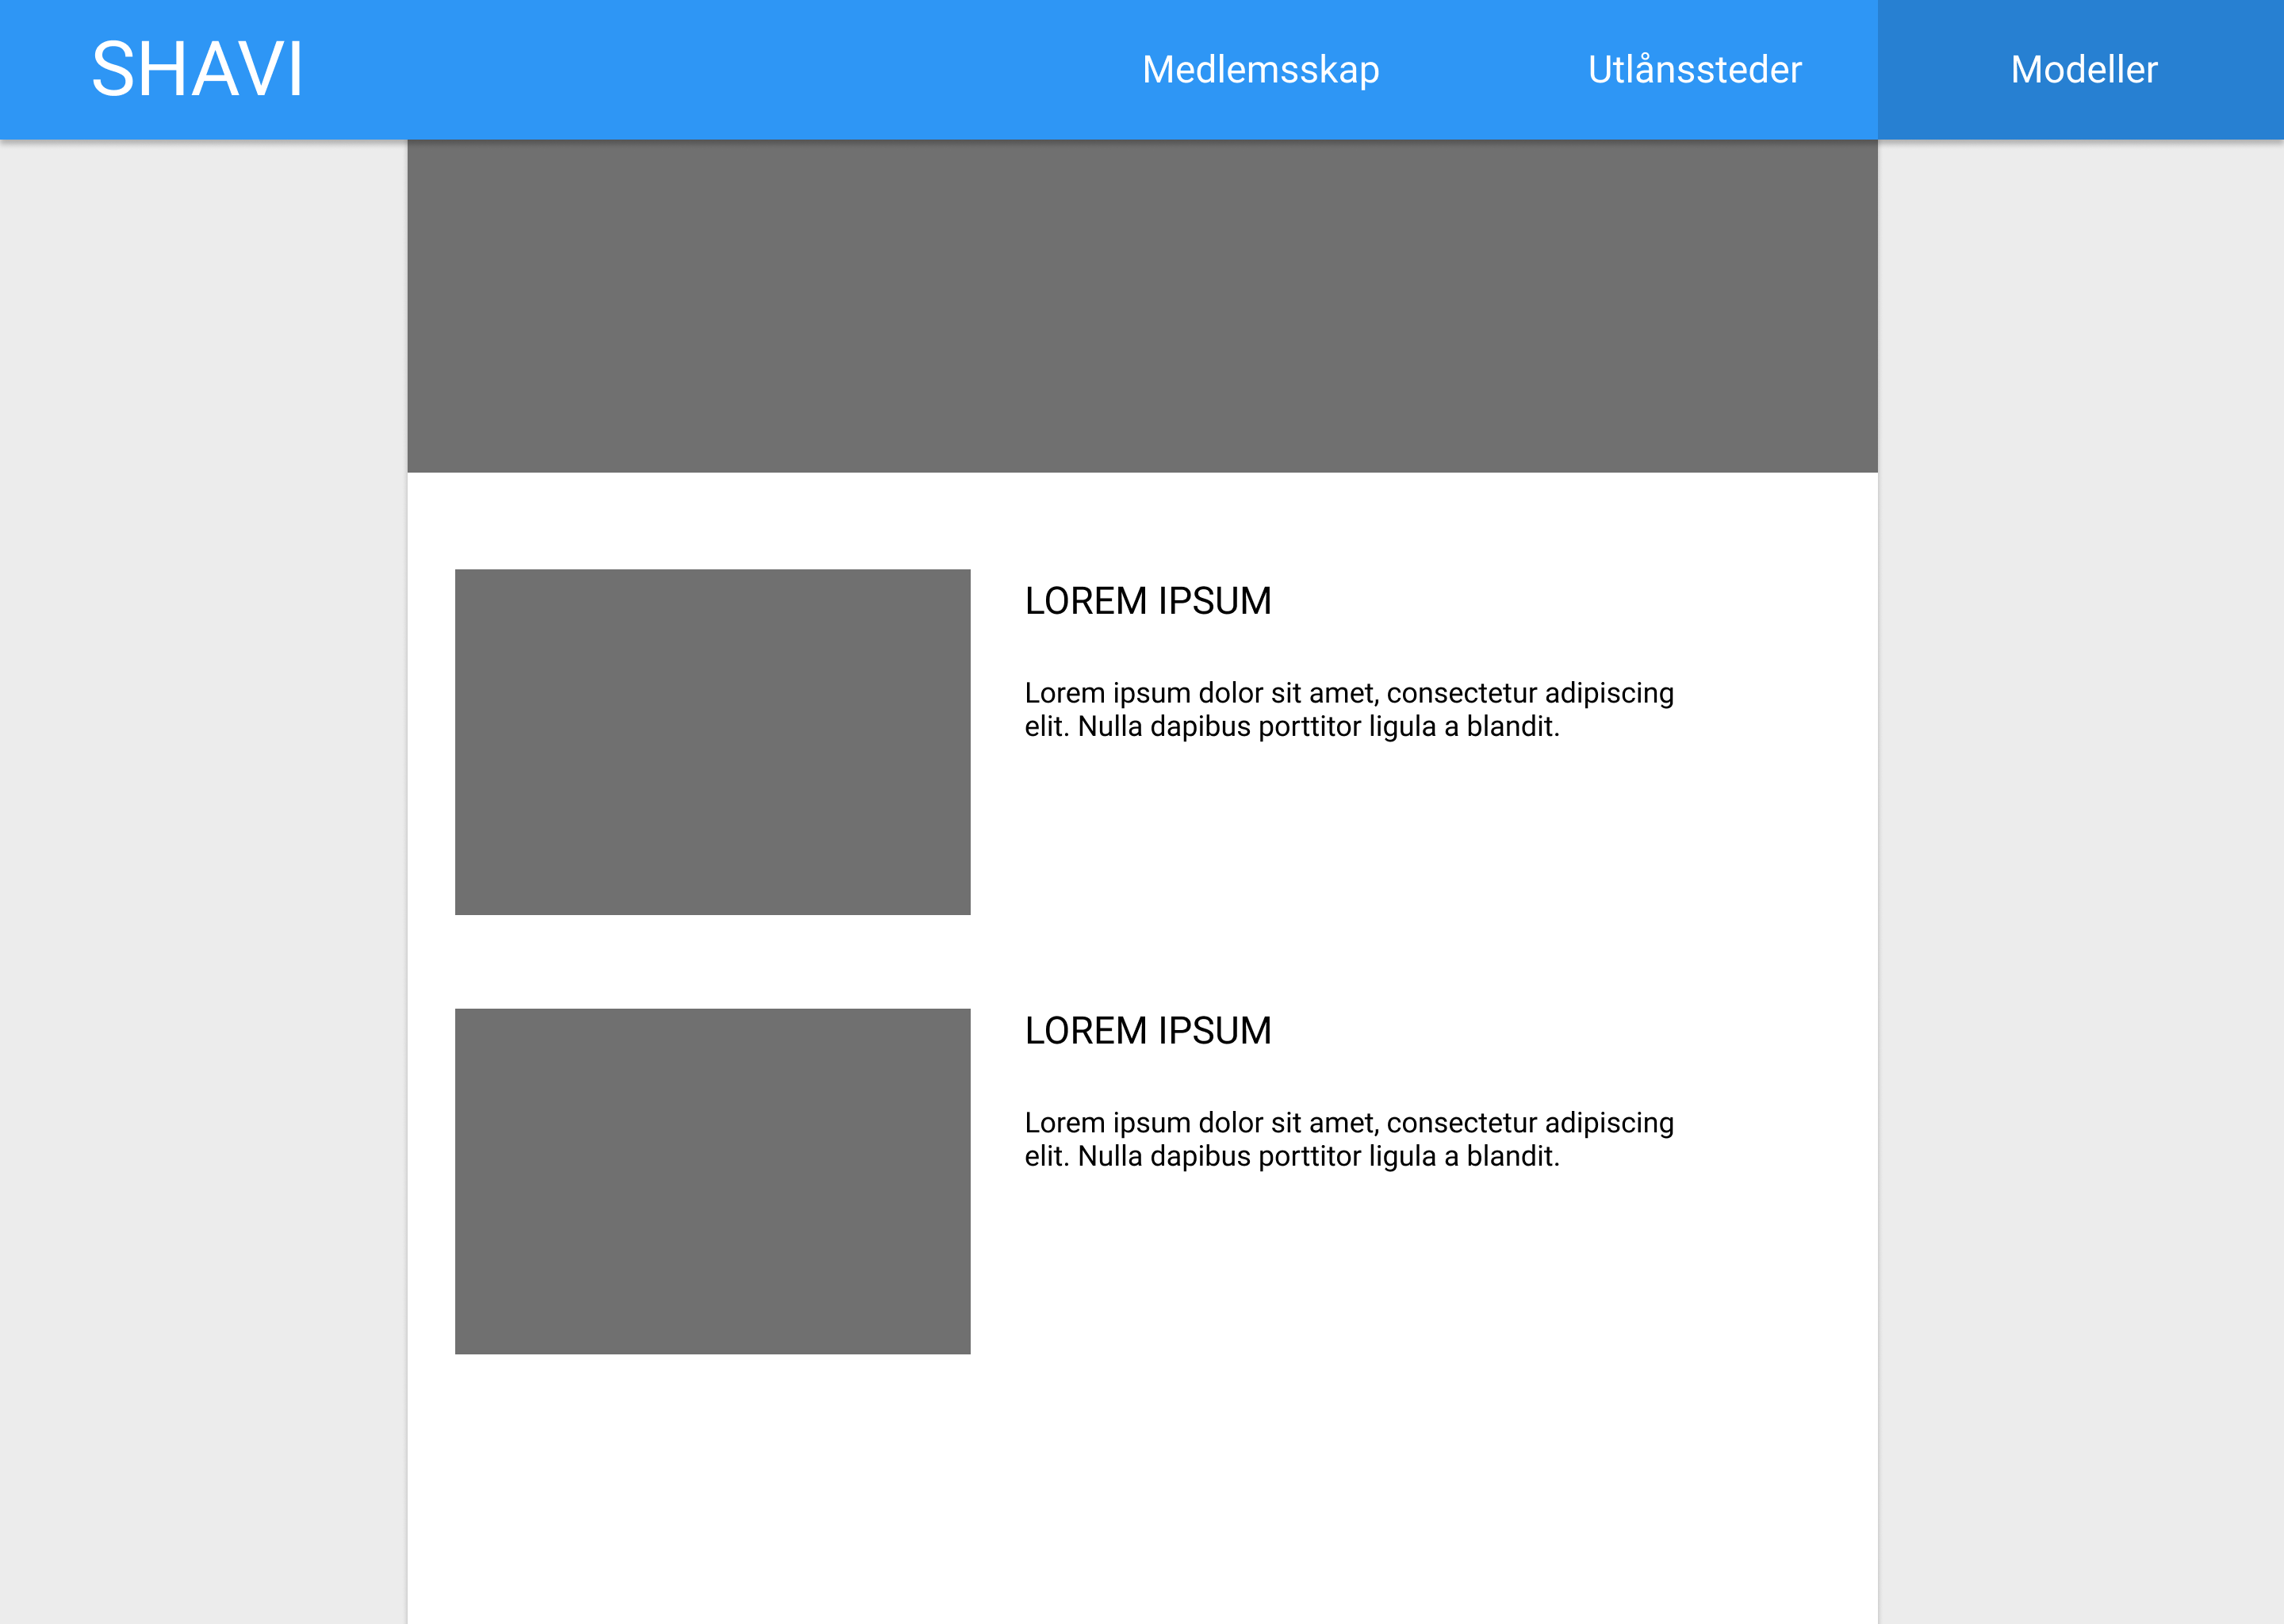 SHAVI
Medlemsskap
Utlånssteder
Modeller
LOREM IPSUM
Lorem ipsum dolor sit amet, consectetur adipiscing
elit. Nulla dapibus porttitor ligula a blandit.
LOREM IPSUM
Lorem ipsum dolor sit amet, consectetur adipiscing
elit. Nulla dapibus porttitor ligula a blandit.